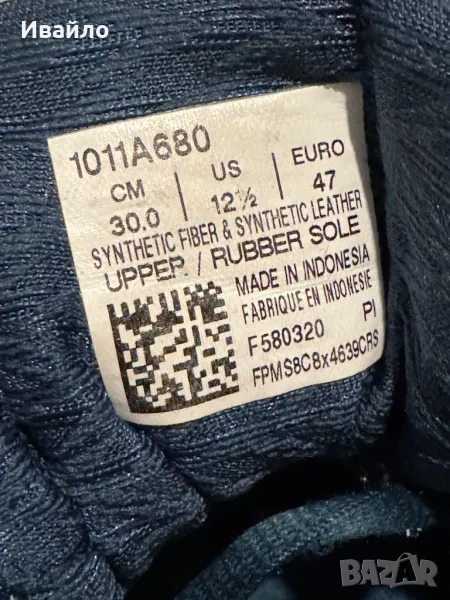 Ивайло
1011A680
CM US EURO
30.0 12½ 47
SYNTHETIC FIBER & SYNTHETIC LEATHER
UPPER / RUBBER SOLE
MADE IN INDONESIA
FABRIQUE EN INDONESIE
F580320 PI
FPMS8C8x4639CRS
BAZAR